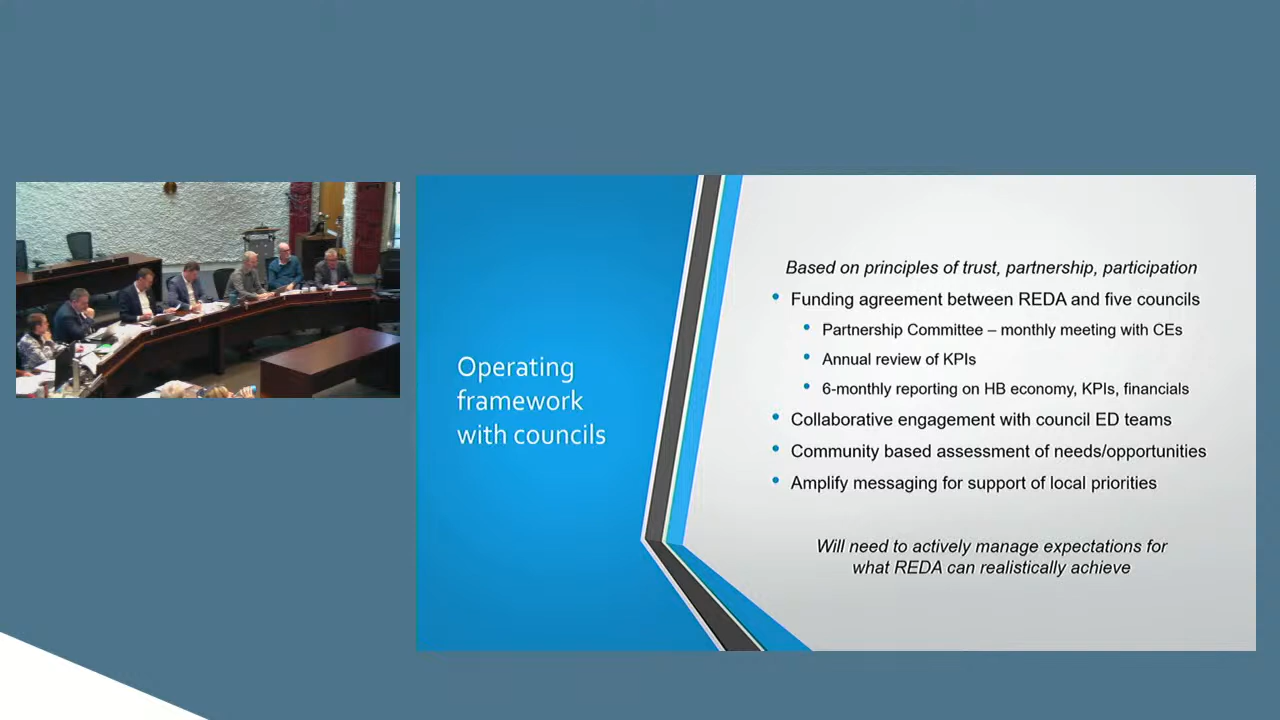 Operating
framework
with councils
Based on principles of trust, partnership, participation
• Funding agreement between REDA and five councils
• Partnership Committee – monthly meeting with CEs
• Annual review of KPIs
• 6-monthly reporting on HB economy, KPIs, financials
• Collaborative engagement with council ED teams
• Community based assessment of needs/opportunities
• Amplify messaging for support of local priorities
Will need to actively manage expectations for
what REDA can realistically achieve